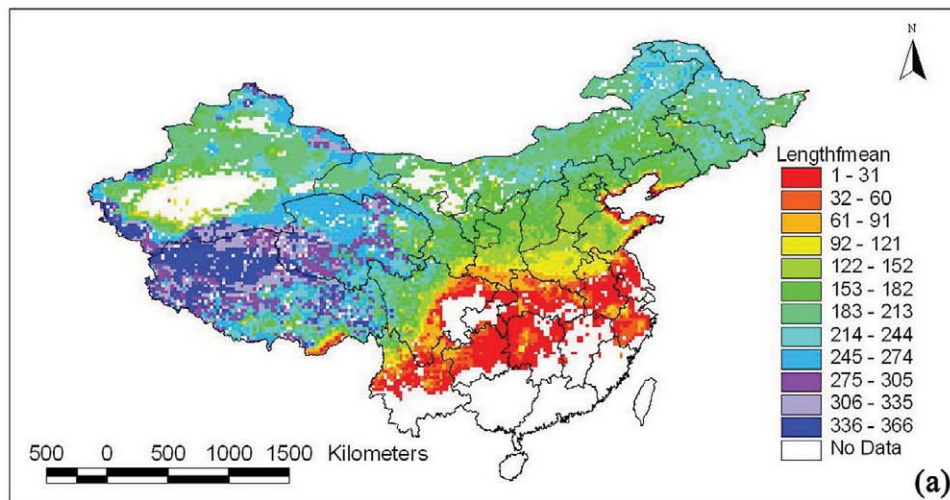 N
Lengthfmean
1 - 31
32 - 60
61 - 91
92 - 121
122 - 152
153 - 182
183 - 213
214 - 244
245 - 274
275 - 305
306 - 335
336 - 366
No Data
500 0 500 1000 1500 Kilometers
(a)